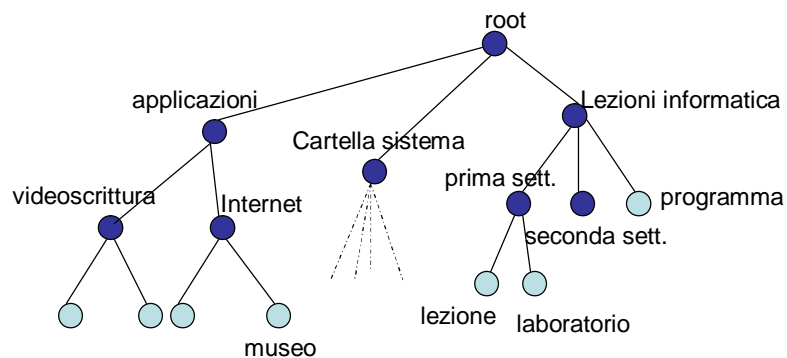 root
applicazioni
Lezioni informatica
Cartella sistema
videoscrittura
Internet
prima sett.
programma
seconda sett.
lezione
laboratorio
museo